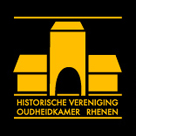 HISTORISCHE VERENIGING
OUDHEIDKAMER RHENEN